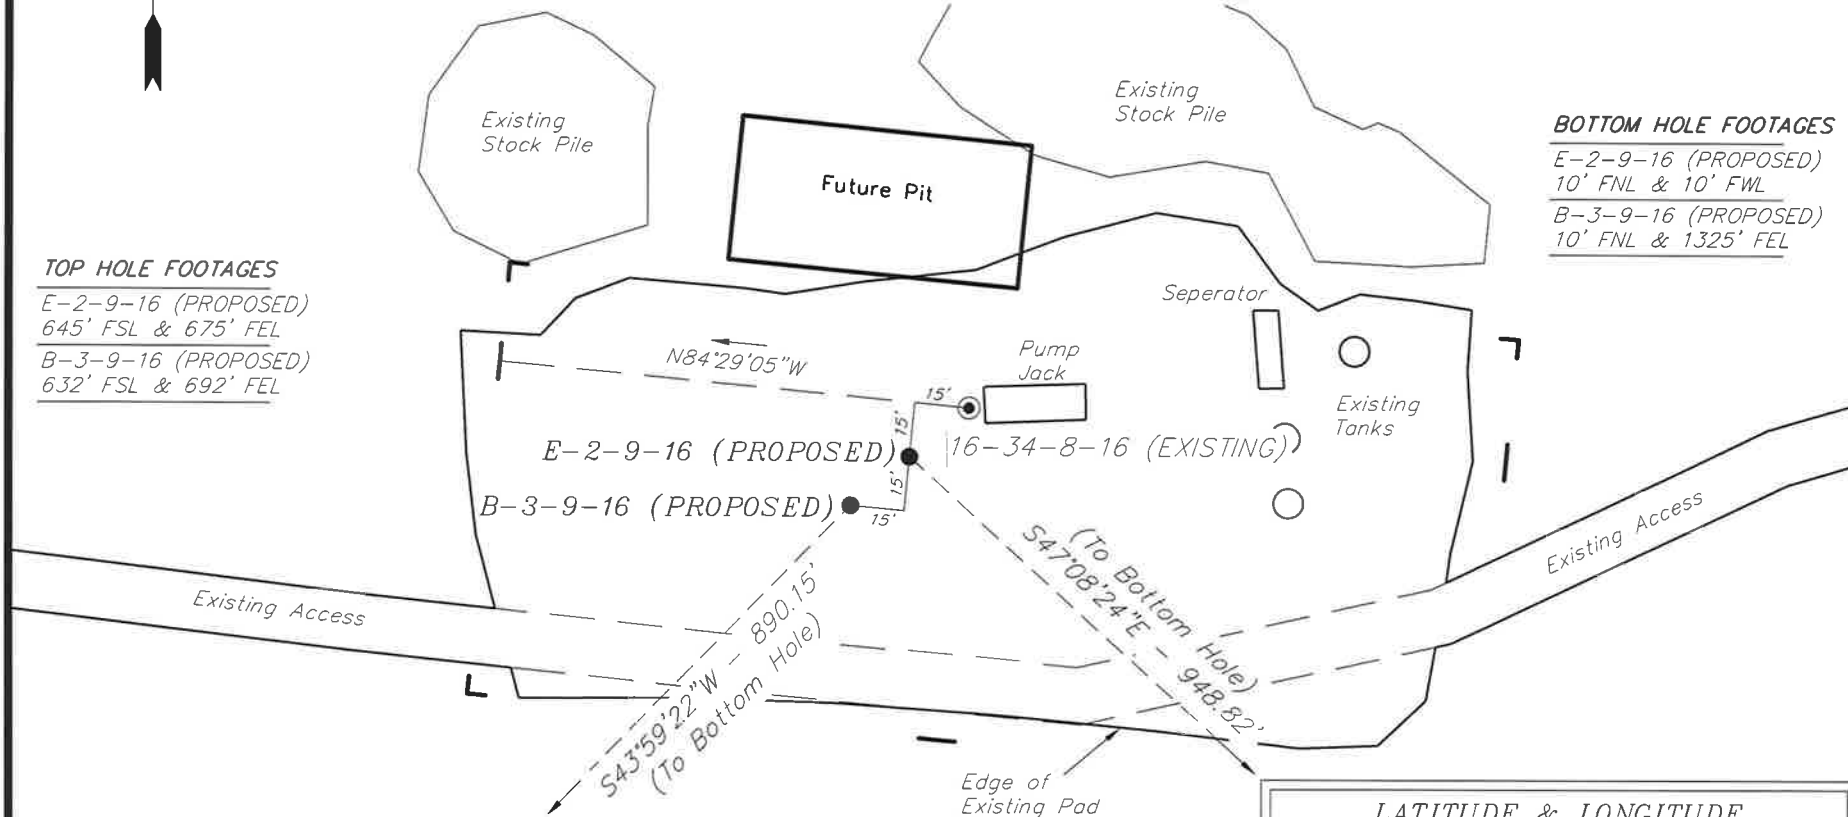 Existing
Stock Pile
Existing
Stock Pile
BOTTOM HOLE FOOTAGES
E-2-9-16 (PROPOSED)
10' FNL & 10' FWL
B-3-9-16 (PROPOSED)
10' FNL & 1325' FEL
Future Pit
TOP HOLE FOOTAGES
E-2-9-16 (PROPOSED)
645' FSL & 675' FEL
B-3-9-16 (PROPOSED)
632' FSL & 692' FEL
Seperator
N84°29'05"W
Pump
Jack
15'
15'
Existing
Tanks
E-2-9-16 (PROPOSED)
16-34-8-16 (EXISTING)
15'
B-3-9-16 (PROPOSED)
15'
Existing Access
Existing Access
S43°59'22"W - 890.15'
(To Bottom Hole)
(To Bottom Hole)
S47°08'24"E - 948.82'
Edge of
Existing Pad
LATITUDE & LONGITUDE